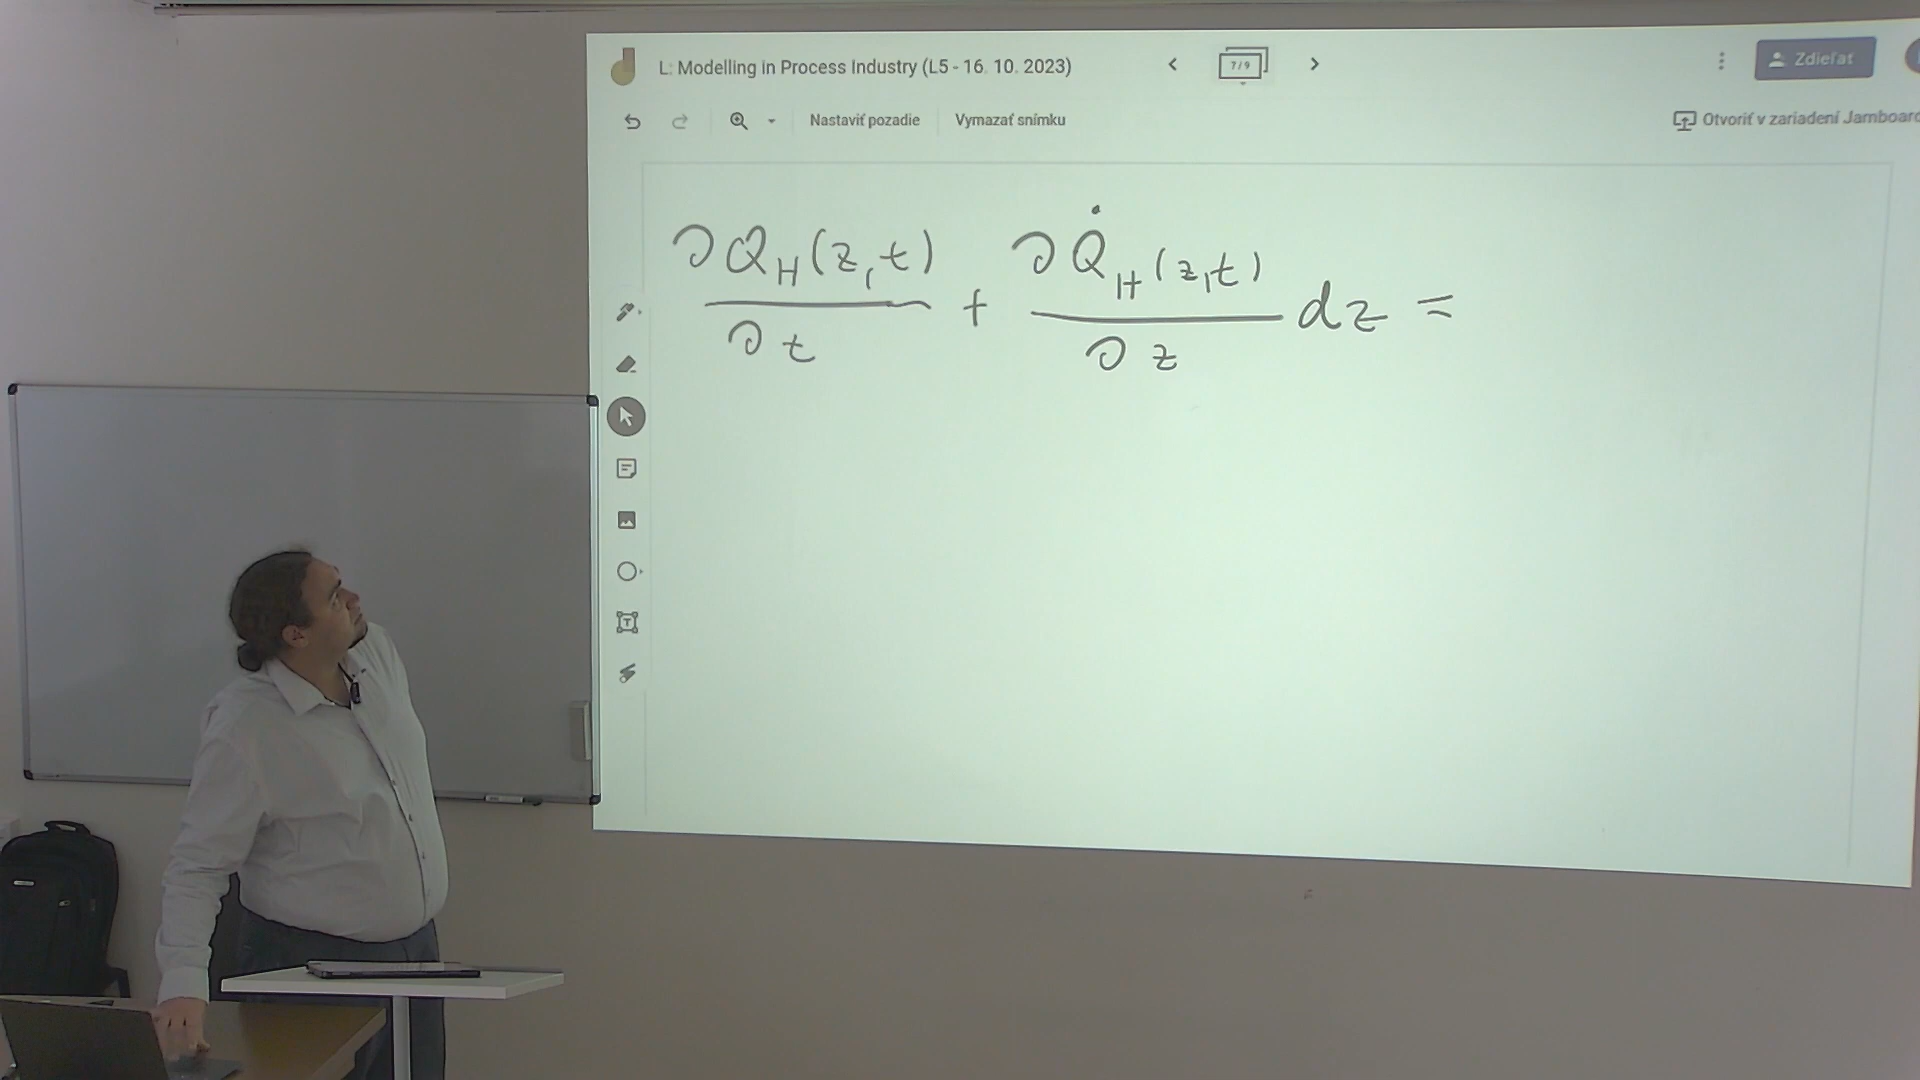 L: Modelling in Process Industry (L5 - 16. 10. 2023)
7/9
Zdieľať
Nastaviť pozadie
Vymazať snímku
Otvoriť v zariadení Jamboard
∂Q_H(z,t)/∂t + ∂Q̇_H(z,t)/∂z dz =